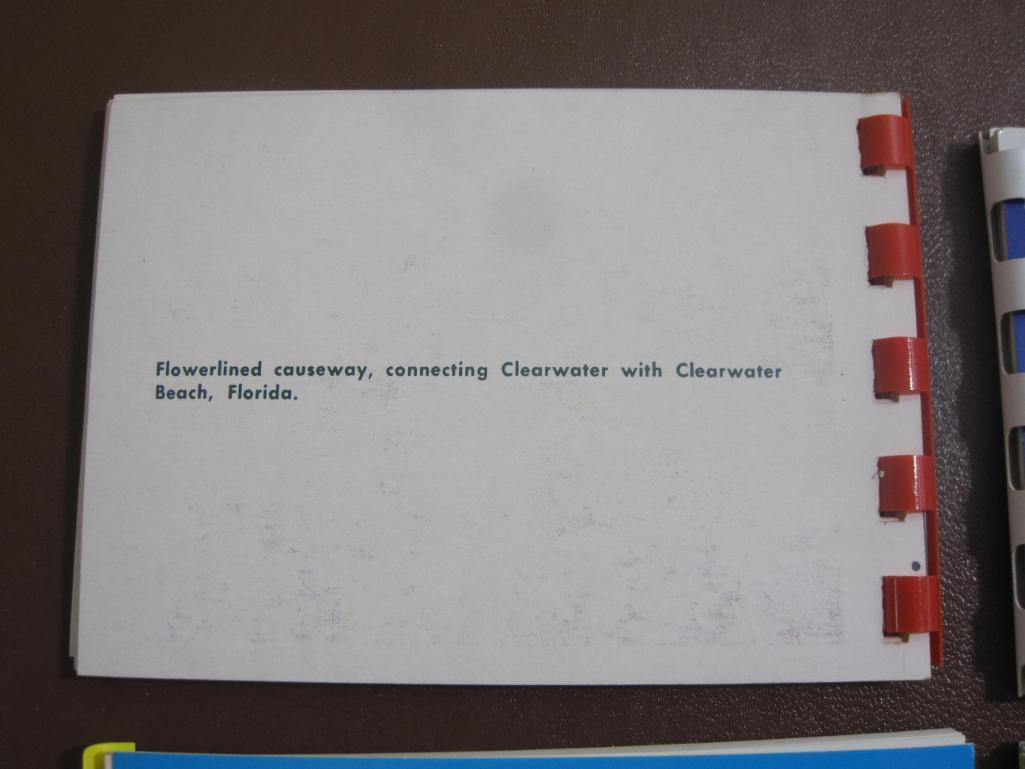 Flowerlined causeway, connecting Clearwater with Clearwater
Beach, Florida.